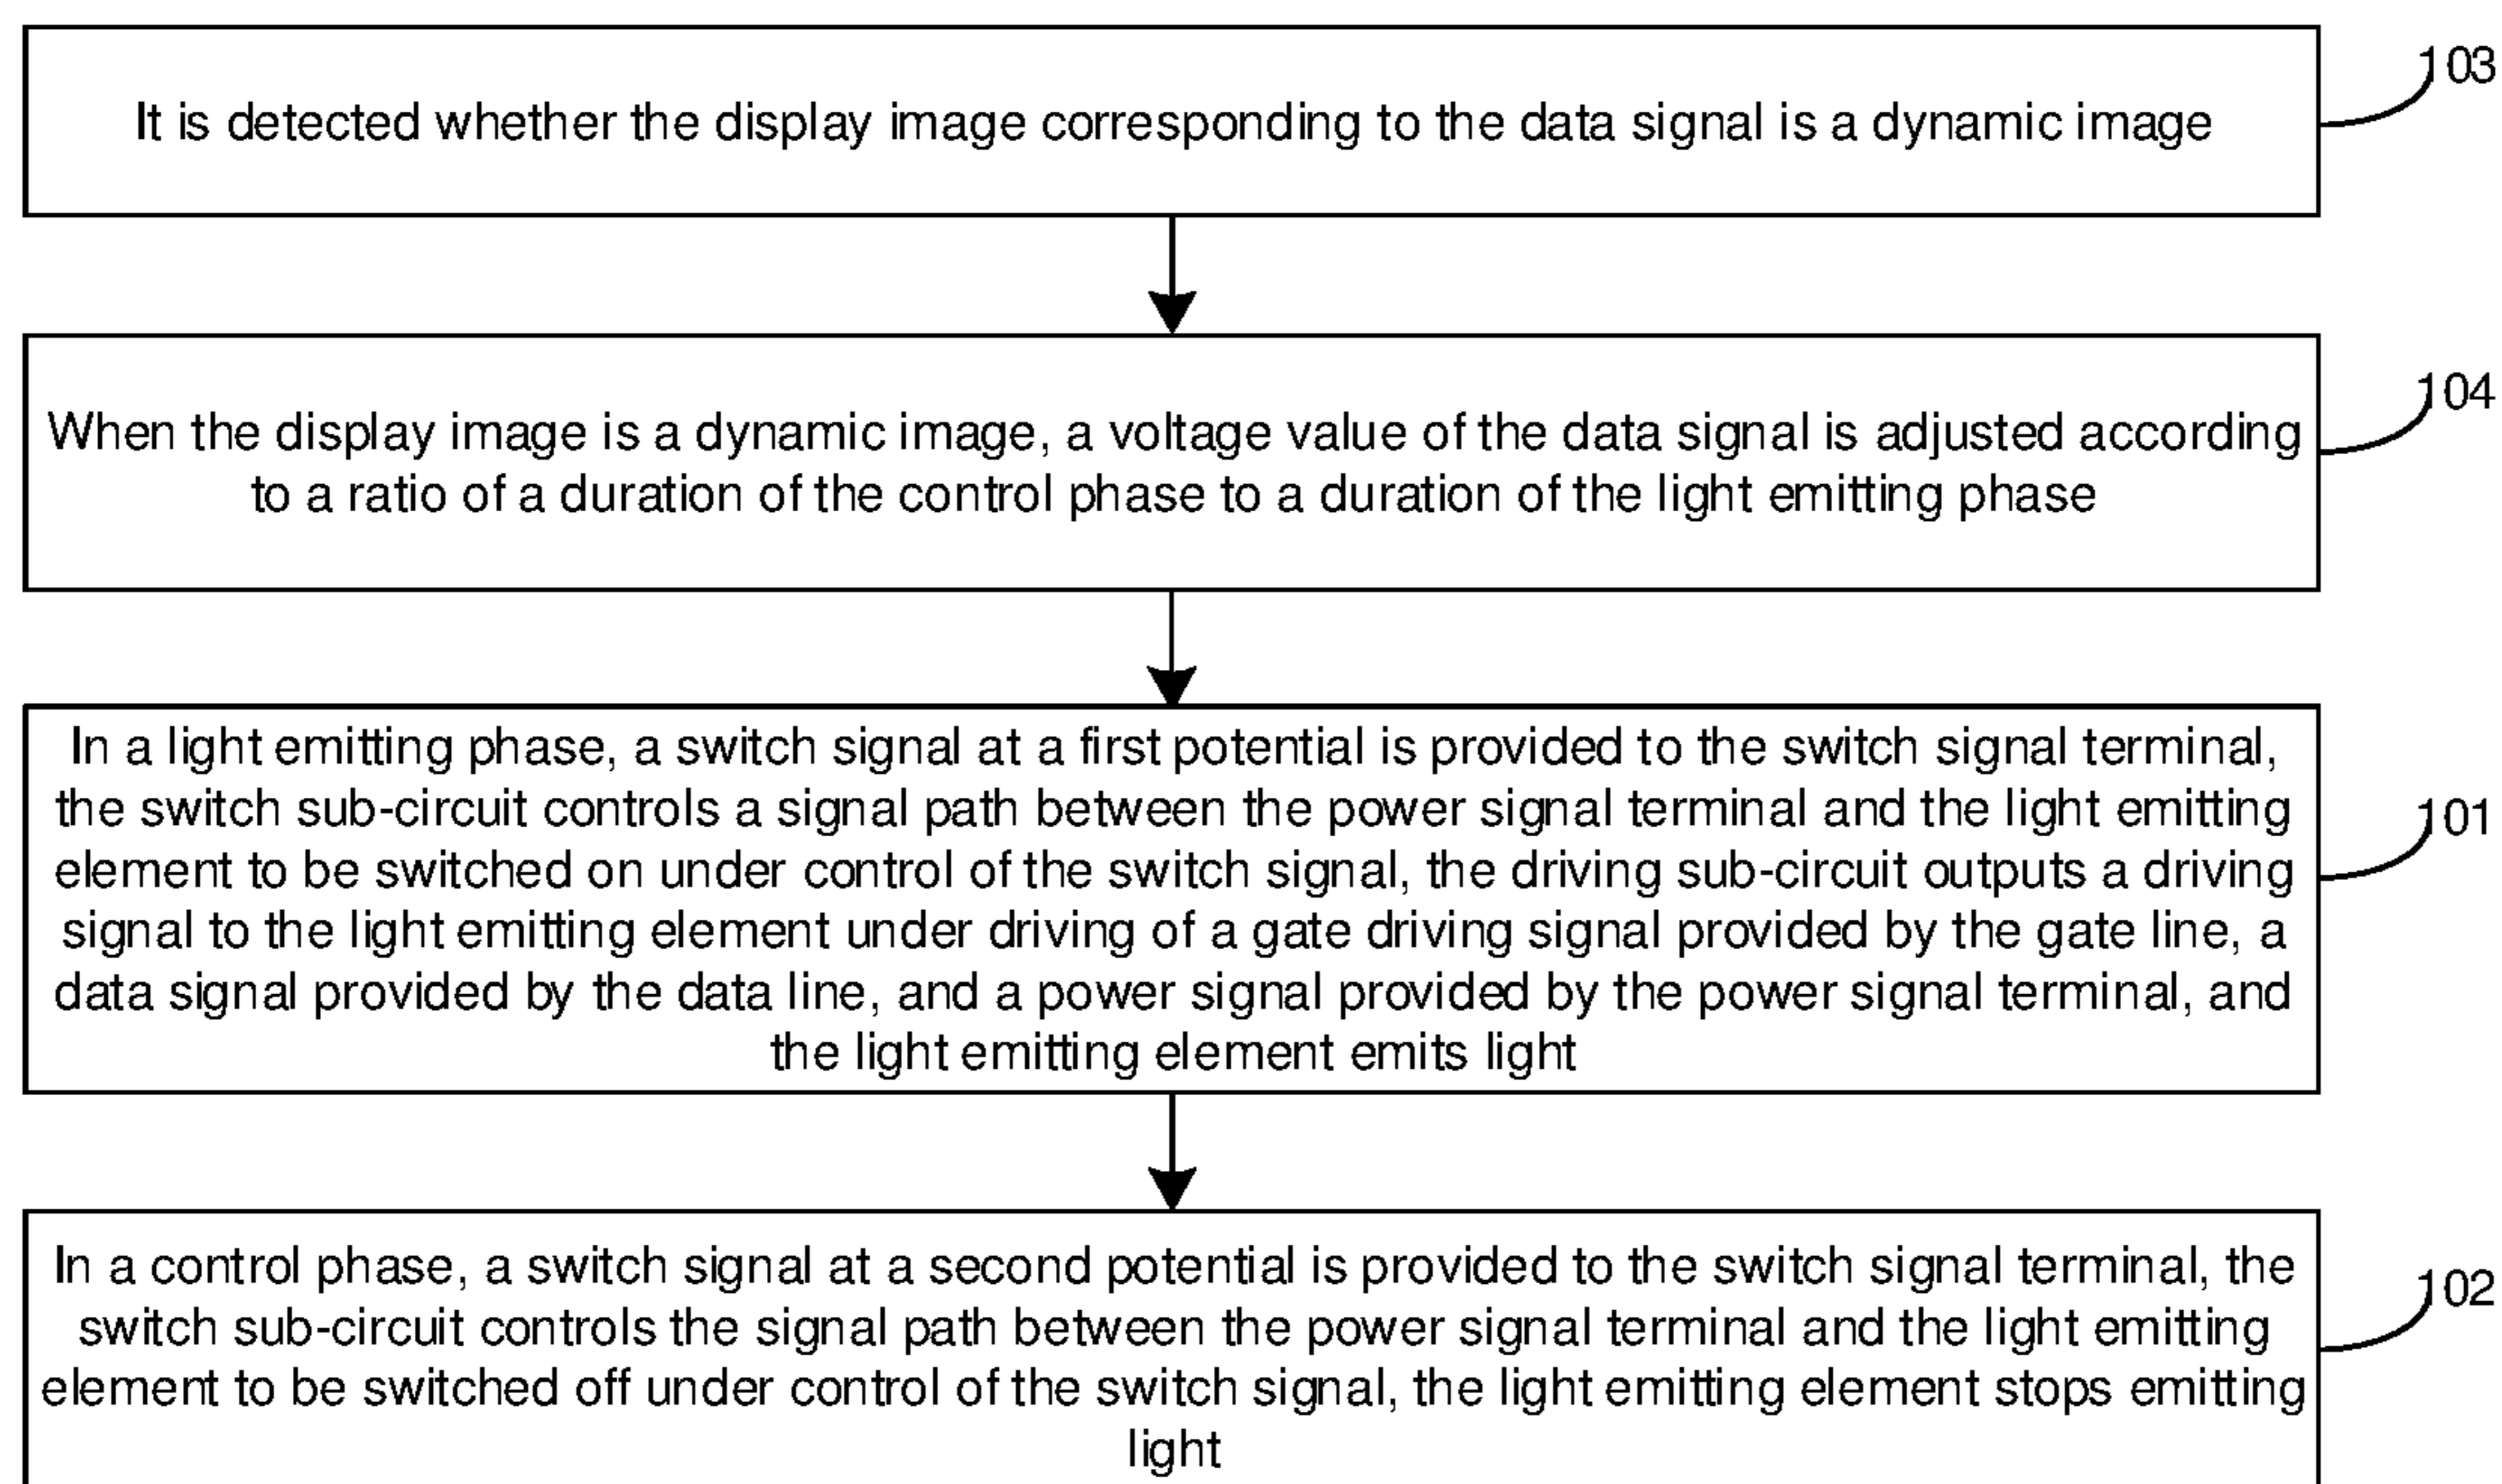 103
It is detected whether the display image corresponding to the data signal is a dynamic image
104
When the display image is a dynamic image, a voltage value of the data signal is adjusted according
to a ratio of a duration of the control phase to a duration of the light emitting phase
In a light emitting phase, a switch signal at a first potential is provided to the switch signal terminal,
the switch sub-circuit controls a signal path between the power signal terminal and the light emitting
101
element to be switched on under control of the switch signal, the driving sub-circuit outputs a driving
signal to the light emitting element under driving of a gate driving signal provided by the gate line, a
data signal provided by the data line, and a power signal provided by the power signal terminal, and
the light emitting element emits light
In a control phase, a switch signal at a second potential is provided to the switch signal terminal, the
102
switch sub-circuit controls the signal path between the power signal terminal and the light emitting
element to be switched off under control of the switch signal, the light emitting element stops emitting
light